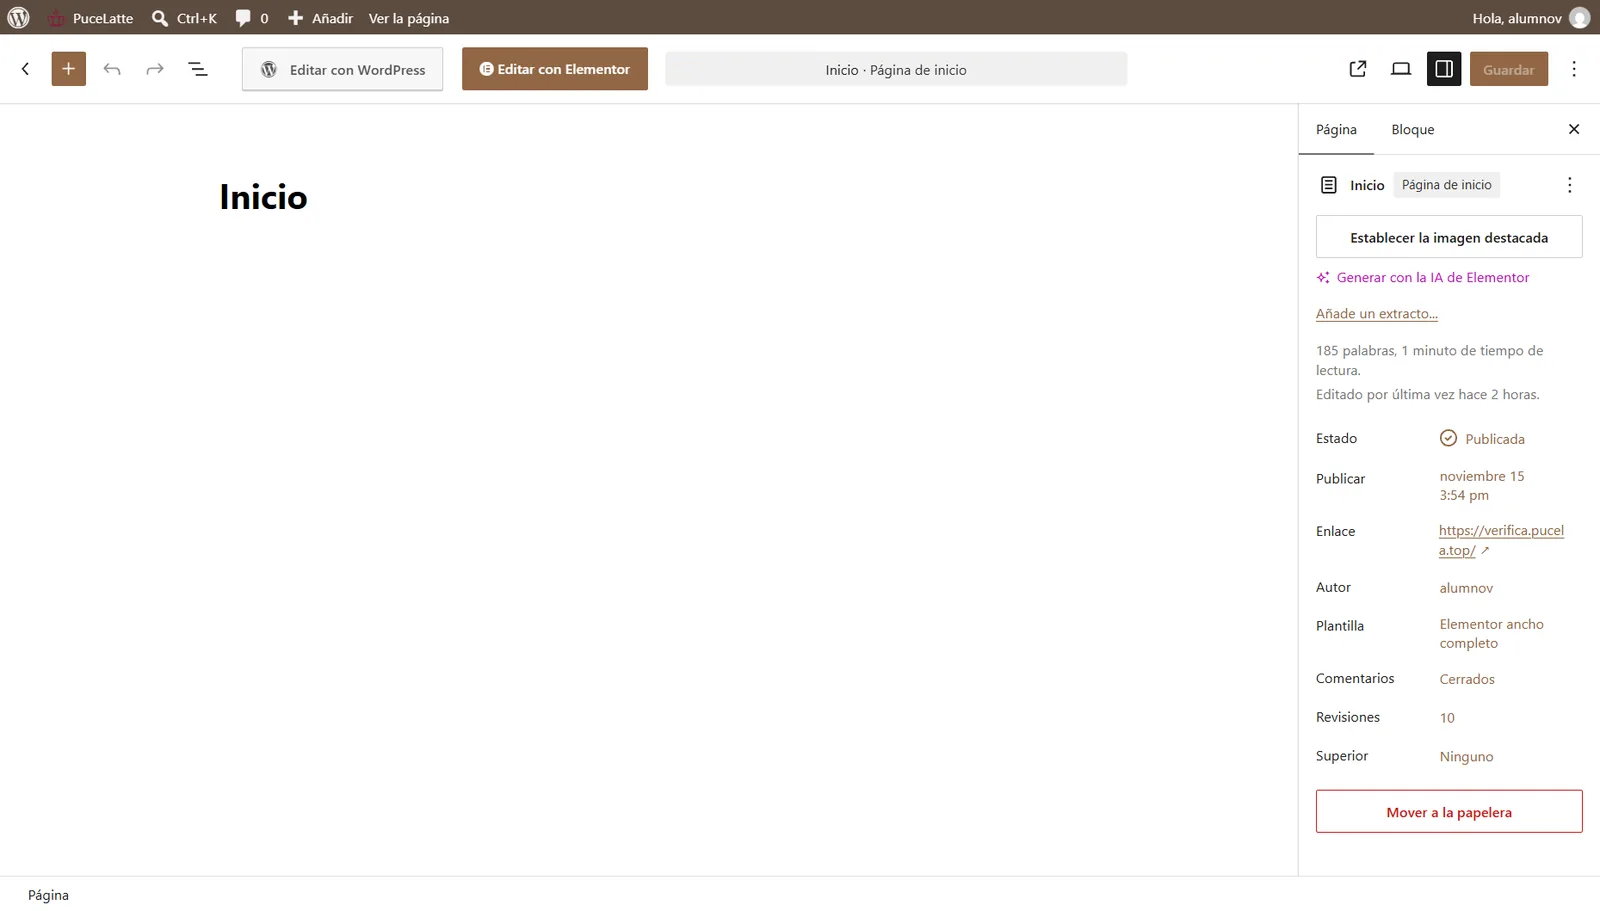 PuceLatte Ctrl+K 0 Añadir Ver la página Hola, alumnov
Editar con WordPress Editar con Elementor Inicio · Página de inicio Guardar
Página Bloque
Inicio
Inicio Página de inicio
Establecer la imagen destacada
Generar con la IA de Elementor
Añade un extracto...
185 palabras, 1 minuto de tiempo de
lectura.
Editado por última vez hace 2 horas.
Estado Publicada
Publicar noviembre 15
3:54 pm
Enlace https://verifica.pucel
a.top/ ↗
Autor alumnov
Plantilla Elementor ancho
completo
Comentarios Cerrados
Revisiones 10
Superior Ninguno
Mover a la papelera
Página